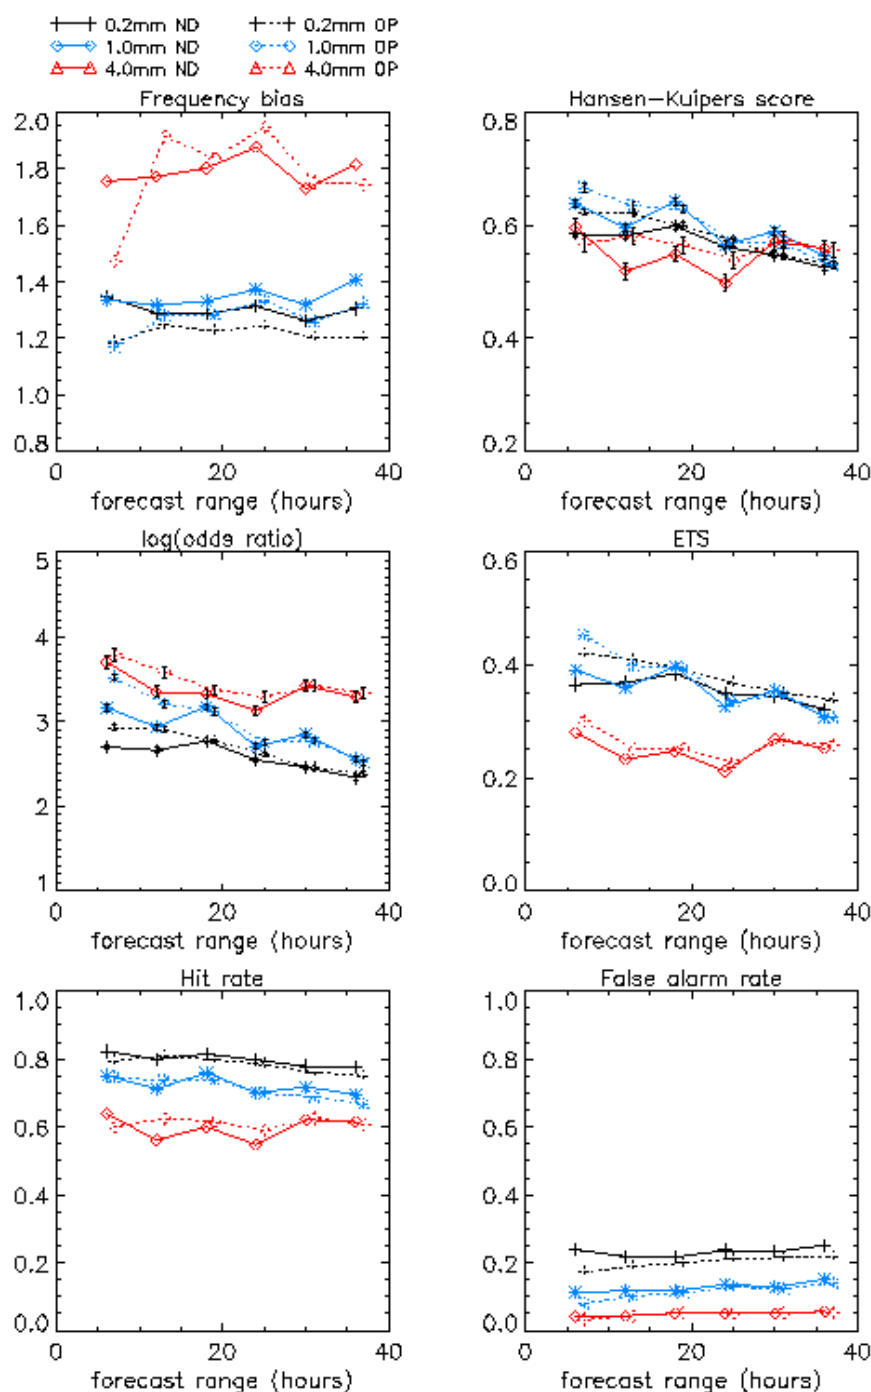 0.2mm ND 0.2mm OP
1.0mm ND 1.0mm OP
4.0mm ND 4.0mm OP
Frequency bias
2.0
1.8
1.6
1.4
1.2
1.0
0.8
0 20 40
forecast range (hours)
Hansen-Kuipers score
0.8
0.6
0.4
0.2
0 20 40
forecast range (hours)
log(odds ratio)
5
4
3
2
1
0 20 40
forecast range (hours)
ETS
0.6
0.4
0.2
0.0
0 20 40
forecast range (hours)
Hit rate
1.0
0.8
0.6
0.4
0.2
0.0
0 20 40
forecast range (hours)
False alarm rate
1.0
0.8
0.6
0.4
0.2
0.0
0 20 40
forecast range (hours)